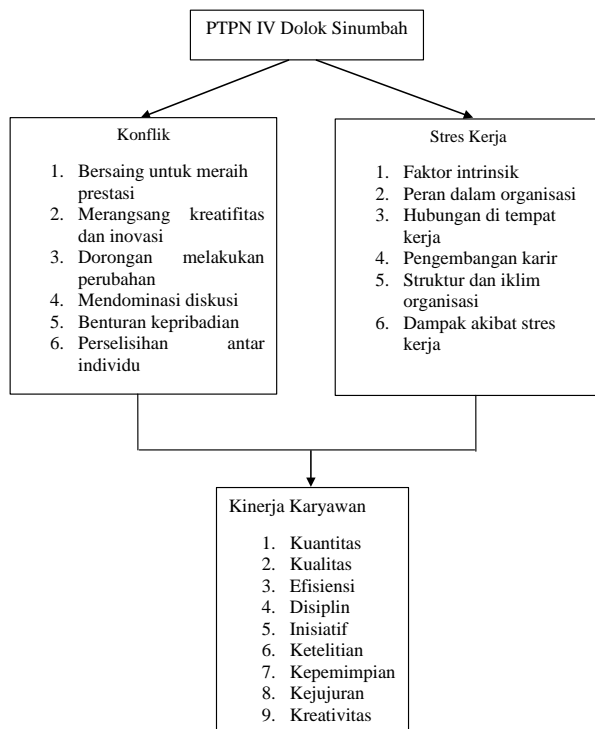 PTPN IV Dolok Sinumbah
Konflik
1. Bersaing untuk meraih
prestasi
2. Merangsang kreatifitas
dan inovasi
3. Dorongan melakukan
perubahan
4. Mendominasi diskusi
5. Benturan kepribadian
6. Perselisihan antar
individu
Stres Kerja
1. Faktor intrinsik
2. Peran dalam organisasi
3. Hubungan di tempat
kerja
4. Pengembangan karir
5. Struktur dan iklim
organisasi
6. Dampak akibat stres
kerja
Kinerja Karyawan
1. Kuantitas
2. Kualitas
3. Efisiensi
4. Disiplin
5. Inisiatif
6. Ketelitian
7. Kepemimpian
8. Kejujuran
9. Kreativitas